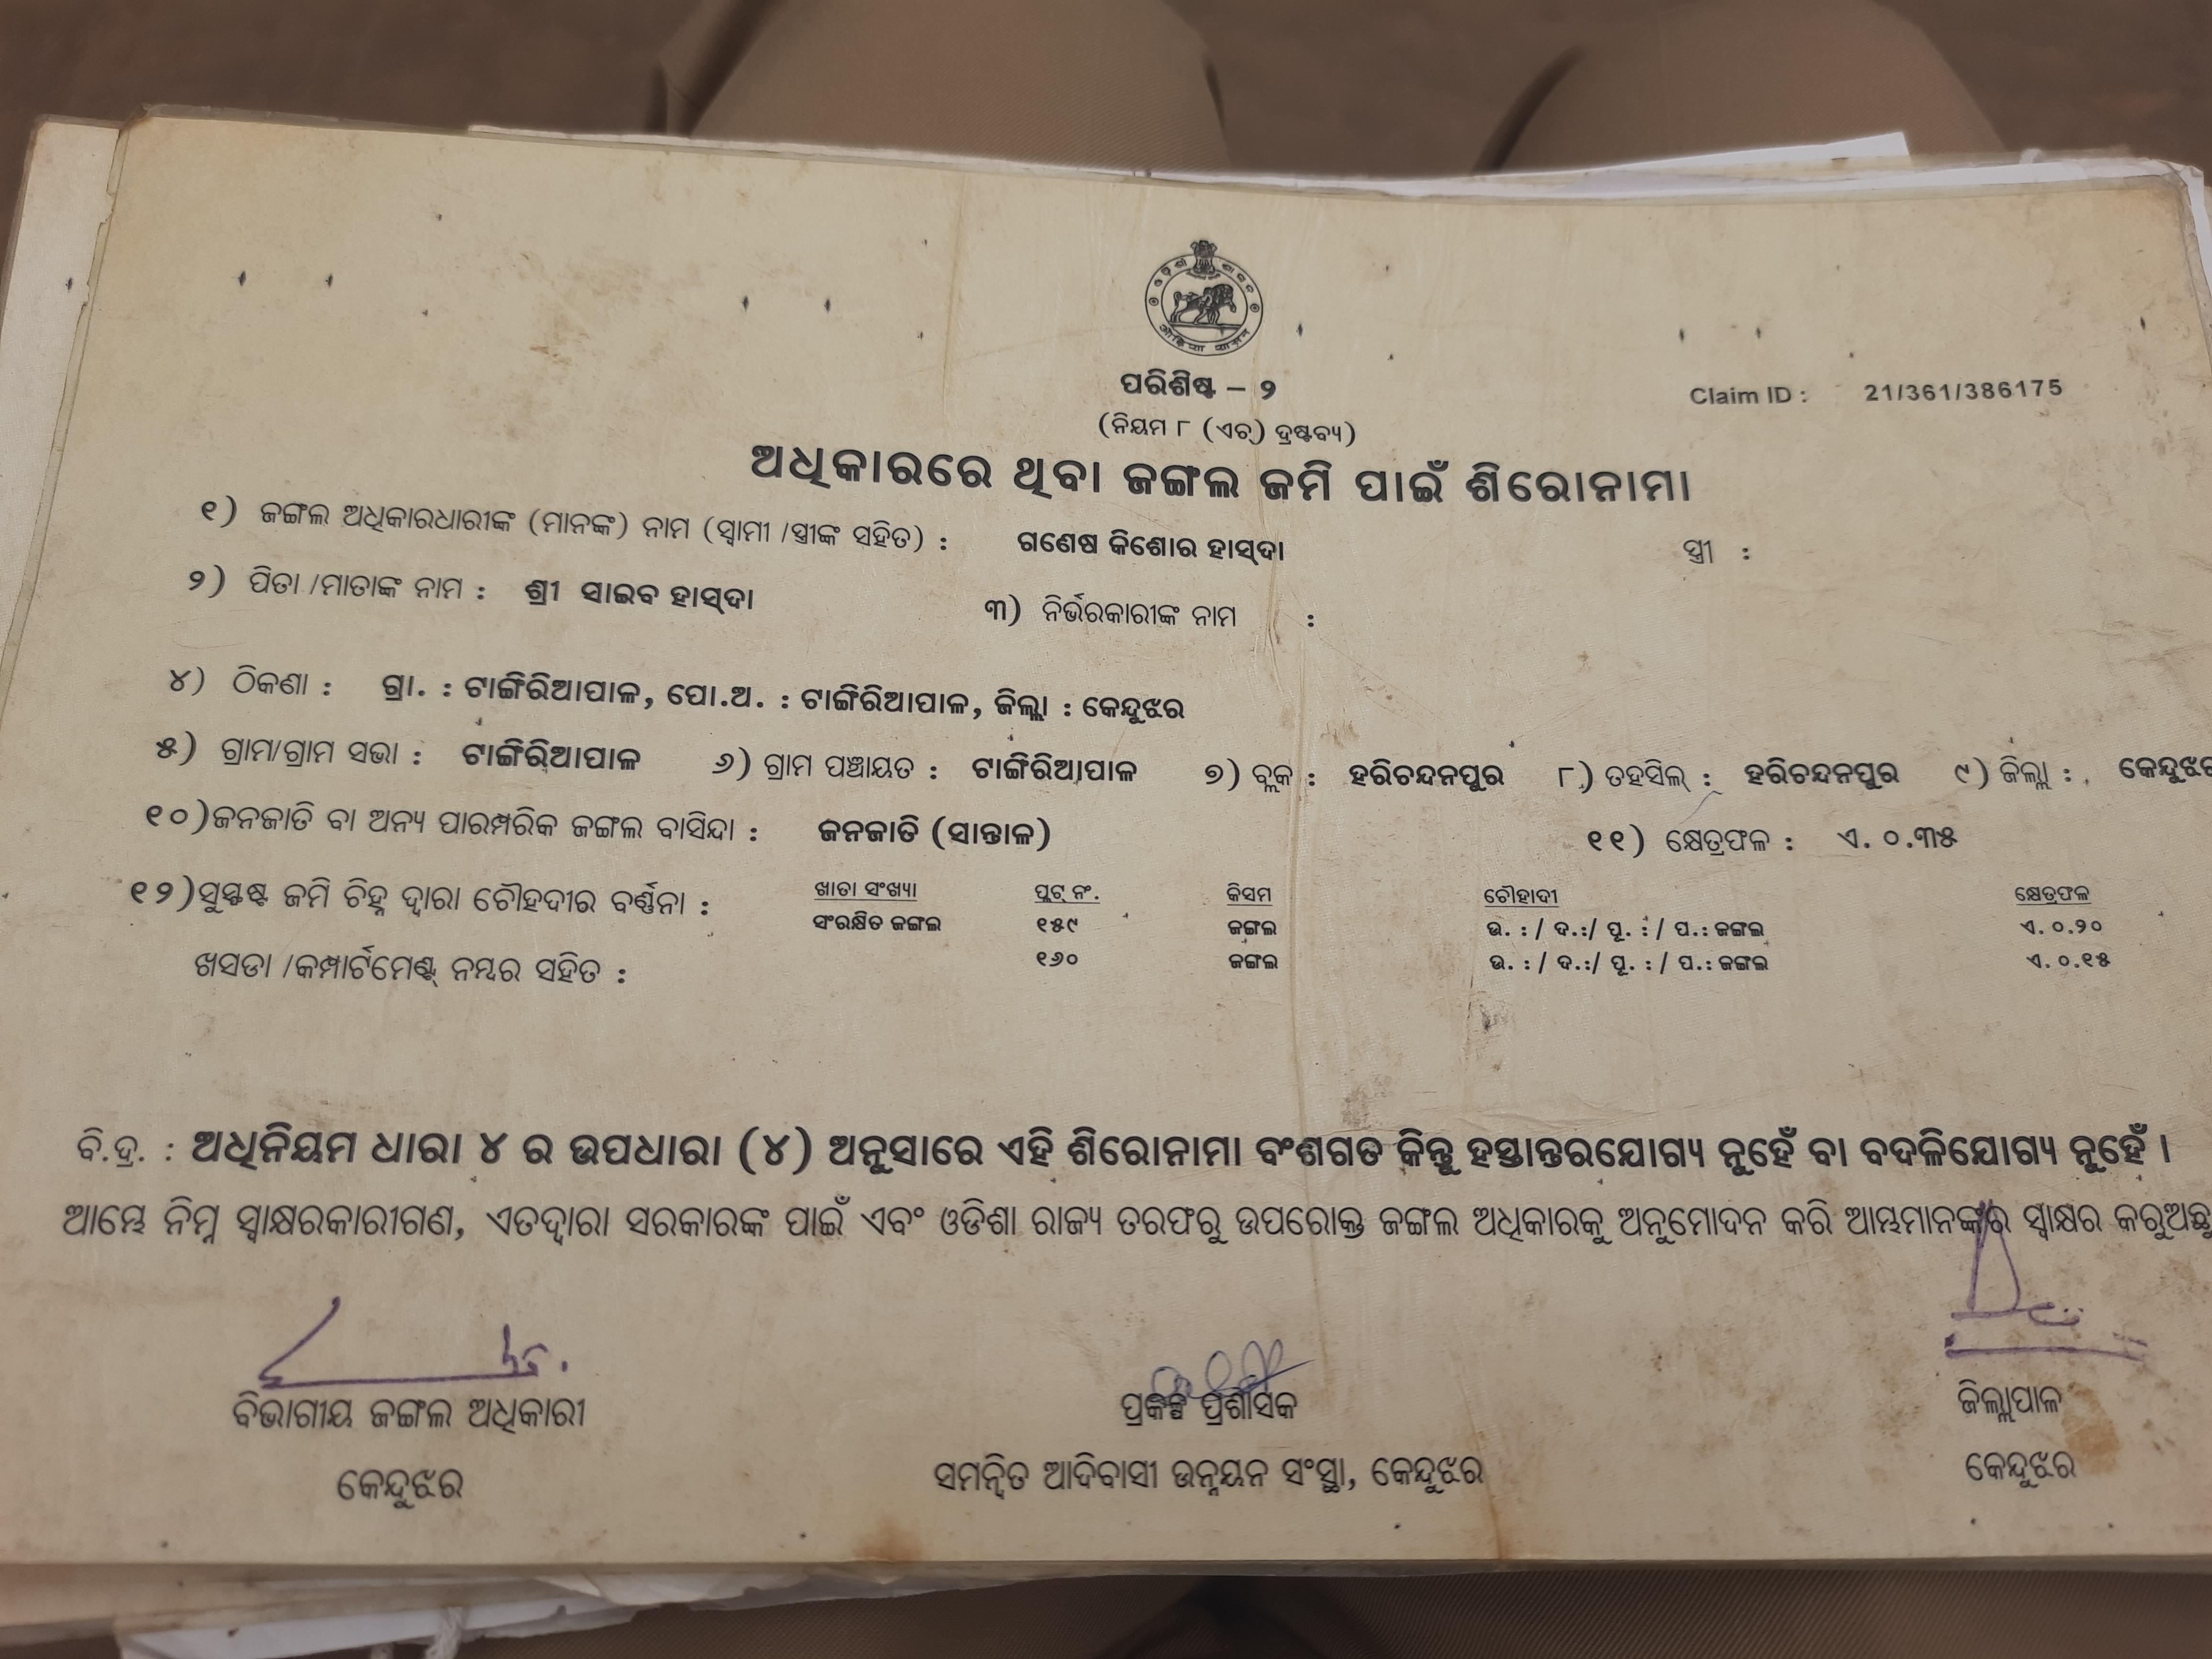 ପରିଶିଷ୍ଟ – ୨
Claim ID : 21/361/386175
(ନିୟମ ୮ (ଏଚ୍) ଦ୍ରଷ୍ଟବ୍ୟ)
ଅଧିକାରରେ ଥିବା ଜଙ୍ଗଲ ଜମି ପାଇଁ ଶିରୋନାମା
୧) ଜଙ୍ଗଲ ଅଧିକାରଧାରୀଙ୍କ (ମାନଙ୍କ) ନାମ (ସ୍ୱାମୀ /ସ୍ତ୍ରୀଙ୍କ ସହିତ) : ଗଣେଷ କିଶୋର ହାସ୍‌ଦା ସ୍ତ୍ରୀ :
୨) ପିତା /ମାତାଙ୍କ ନାମ : ଶ୍ରୀ ସାଇବ ହାସ୍‌ଦା ୩) ନିର୍ଭରକାରୀଙ୍କ ନାମ :
୪) ଠିକଣା : ଗ୍ରା. : ଟାଙ୍ଗିରିଆପାଳ, ପୋ.ଅ. : ଟାଙ୍ଗିରିଆପାଳ, ଜିଲ୍ଲା : କେନ୍ଦୁଝର
୫) ଗ୍ରାମ/ଗ୍ରାମ ସଭା : ଟାଙ୍ଗିରିଆପାଳ ୬) ଗ୍ରାମ ପଞ୍ଚାୟତ : ଟାଙ୍ଗିରିଆପାଳ ୭) ବ୍ଲକ : ହରିଚନ୍ଦନପୁର ୮) ତହସିଲ୍ : ହରିଚନ୍ଦନପୁର ୯) ଜିଲ୍ଲା : କେନ୍ଦୁଝର
୧୦) ଜନଜାତି ବା ଅନ୍ୟ ପାରମ୍ପରିକ ଜଙ୍ଗଲ ବାସିନ୍ଦା : ଜନଜାତି (ସାନ୍ତାଳ) ୧୧) କ୍ଷେତ୍ରଫଳ : ଏ. ୦.୩୫
୧୨) ସୁସ୍ପଷ୍ଟ ଜମି ଚିହ୍ନ ଦ୍ୱାରା ଚୌହଦୀର ବର୍ଣ୍ଣନା : ଖାତା ସଂଖ୍ୟା ପ୍ଲଟ୍ ନଂ. କିସମ ଚୌହାଦୀ କ୍ଷେତ୍ରଫଳ
ସଂରକ୍ଷିତ ଜଙ୍ଗଲ ୧୫୯ ଜଙ୍ଗଲ ଉ. : / ଦ.:/ ପୂ. : / ପ.: ଜଙ୍ଗଲ ଏ. ୦.୨୦
ଖସଡା /କମ୍ପାର୍ଟମେଣ୍ଟ୍ ନମ୍ବର ସହିତ : ୧୬୦ ଜଙ୍ଗଲ ଉ. : / ଦ.:/ ପୂ. : / ପ.: ଜଙ୍ଗଲ ଏ. ୦.୧୫
ବି.ଦ୍ର. : ଅଧିନିୟମ ଧାରା ୪ ର ଉପଧାରା (୪) ଅନୁସାରେ ଏହି ଶିରୋନାମା ବଂଶଗତ କିନ୍ତୁ ହସ୍ତାନ୍ତରଯୋଗ୍ୟ ନୁହେଁ ବା ବଦଳିଯୋଗ୍ୟ ନୁହେଁ ।
ଆମ୍ଭେ ନିମ୍ନ ସ୍ୱାକ୍ଷରକାରୀଗଣ, ଏତଦ୍ୱାରା ସରକାରଙ୍କ ପାଇଁ ଏବଂ ଓଡିଶା ରାଜ୍ୟ ତରଫରୁ ଉପରୋକ୍ତ ଜଙ୍ଗଲ ଅଧିକାରକୁ ଅନୁମୋଦନ କରି ଆମ୍ଭମାନଙ୍କର ସ୍ୱାକ୍ଷର କରୁଅଛୁ
ବିଭାଗୀୟ ଜଙ୍ଗଲ ଅଧିକାରୀ ପ୍ରକଳ୍ପ ପ୍ରଶାସକ ଜିଲ୍ଲାପାଳ
କେନ୍ଦୁଝର ସମନ୍ୱିତ ଆଦିବାସୀ ଉନ୍ନୟନ ସଂସ୍ଥା, କେନ୍ଦୁଝର କେନ୍ଦୁଝର